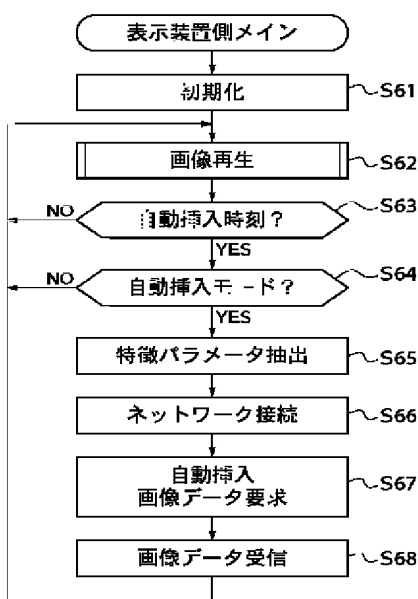 表示装置側メイン
初期化
S61
画像再生
S62
自動挿入時刻?
S63
NO
YES
自動挿入モード?
S64
NO
YES
特徴パラメータ抽出
S65
ネットワーク接続
S66
自動挿入
画像データ要求
S67
画像データ受信
S68